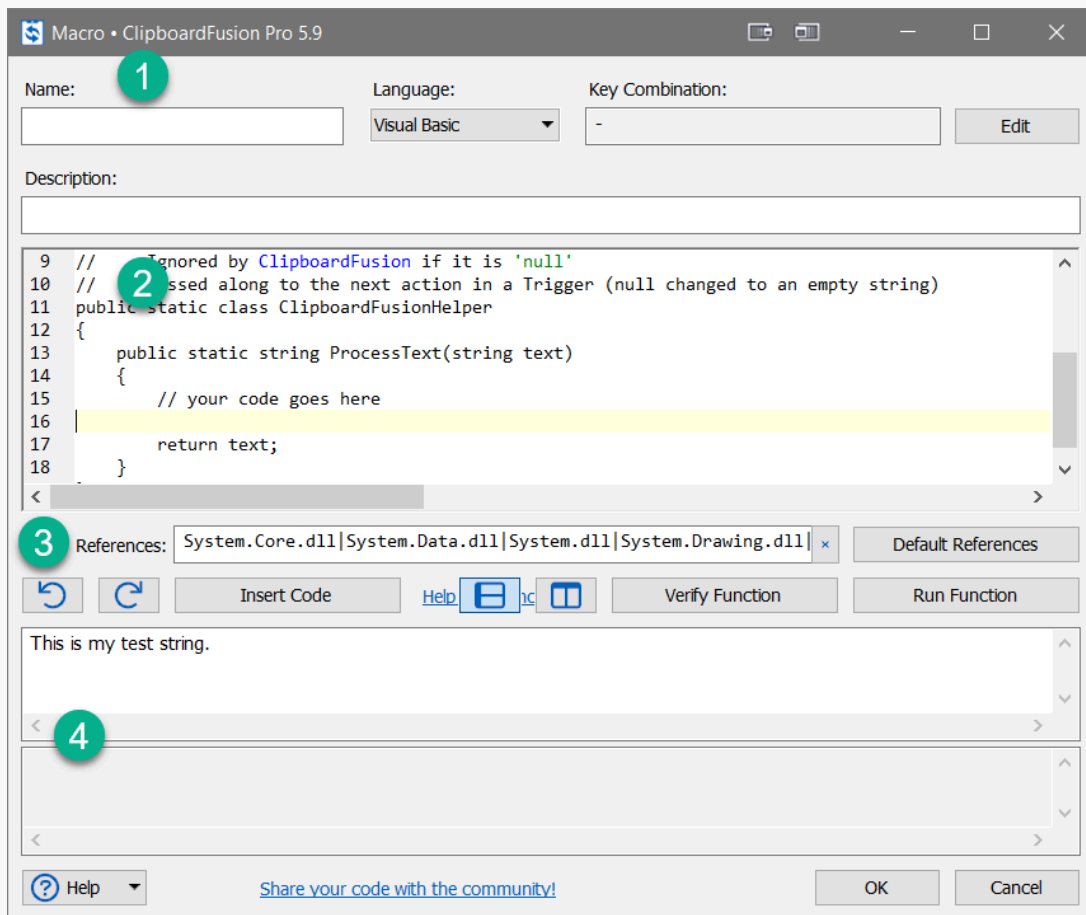 Macro • ClipboardFusion Pro 5.9
1
Name:
Language:
Key Combination:
Visual Basic
-
Edit
Description:
9 // Ignored by ClipboardFusion if it is 'null'
10 // ssed along to the next action in a Trigger (null changed to an empty string)
2
11 public static class ClipboardFusionHelper
12 {
13 public static string ProcessText(string text)
14 {
15 // your code goes here
16
17 return text;
18 }
3
References: System.Core.dll|System.Data.dll|System.dll|System.Drawing.dll| ×
Default References
Insert Code
Help
Verify Function
Run Function
This is my test string.
4
? Help
Share your code with the community!
OK
Cancel